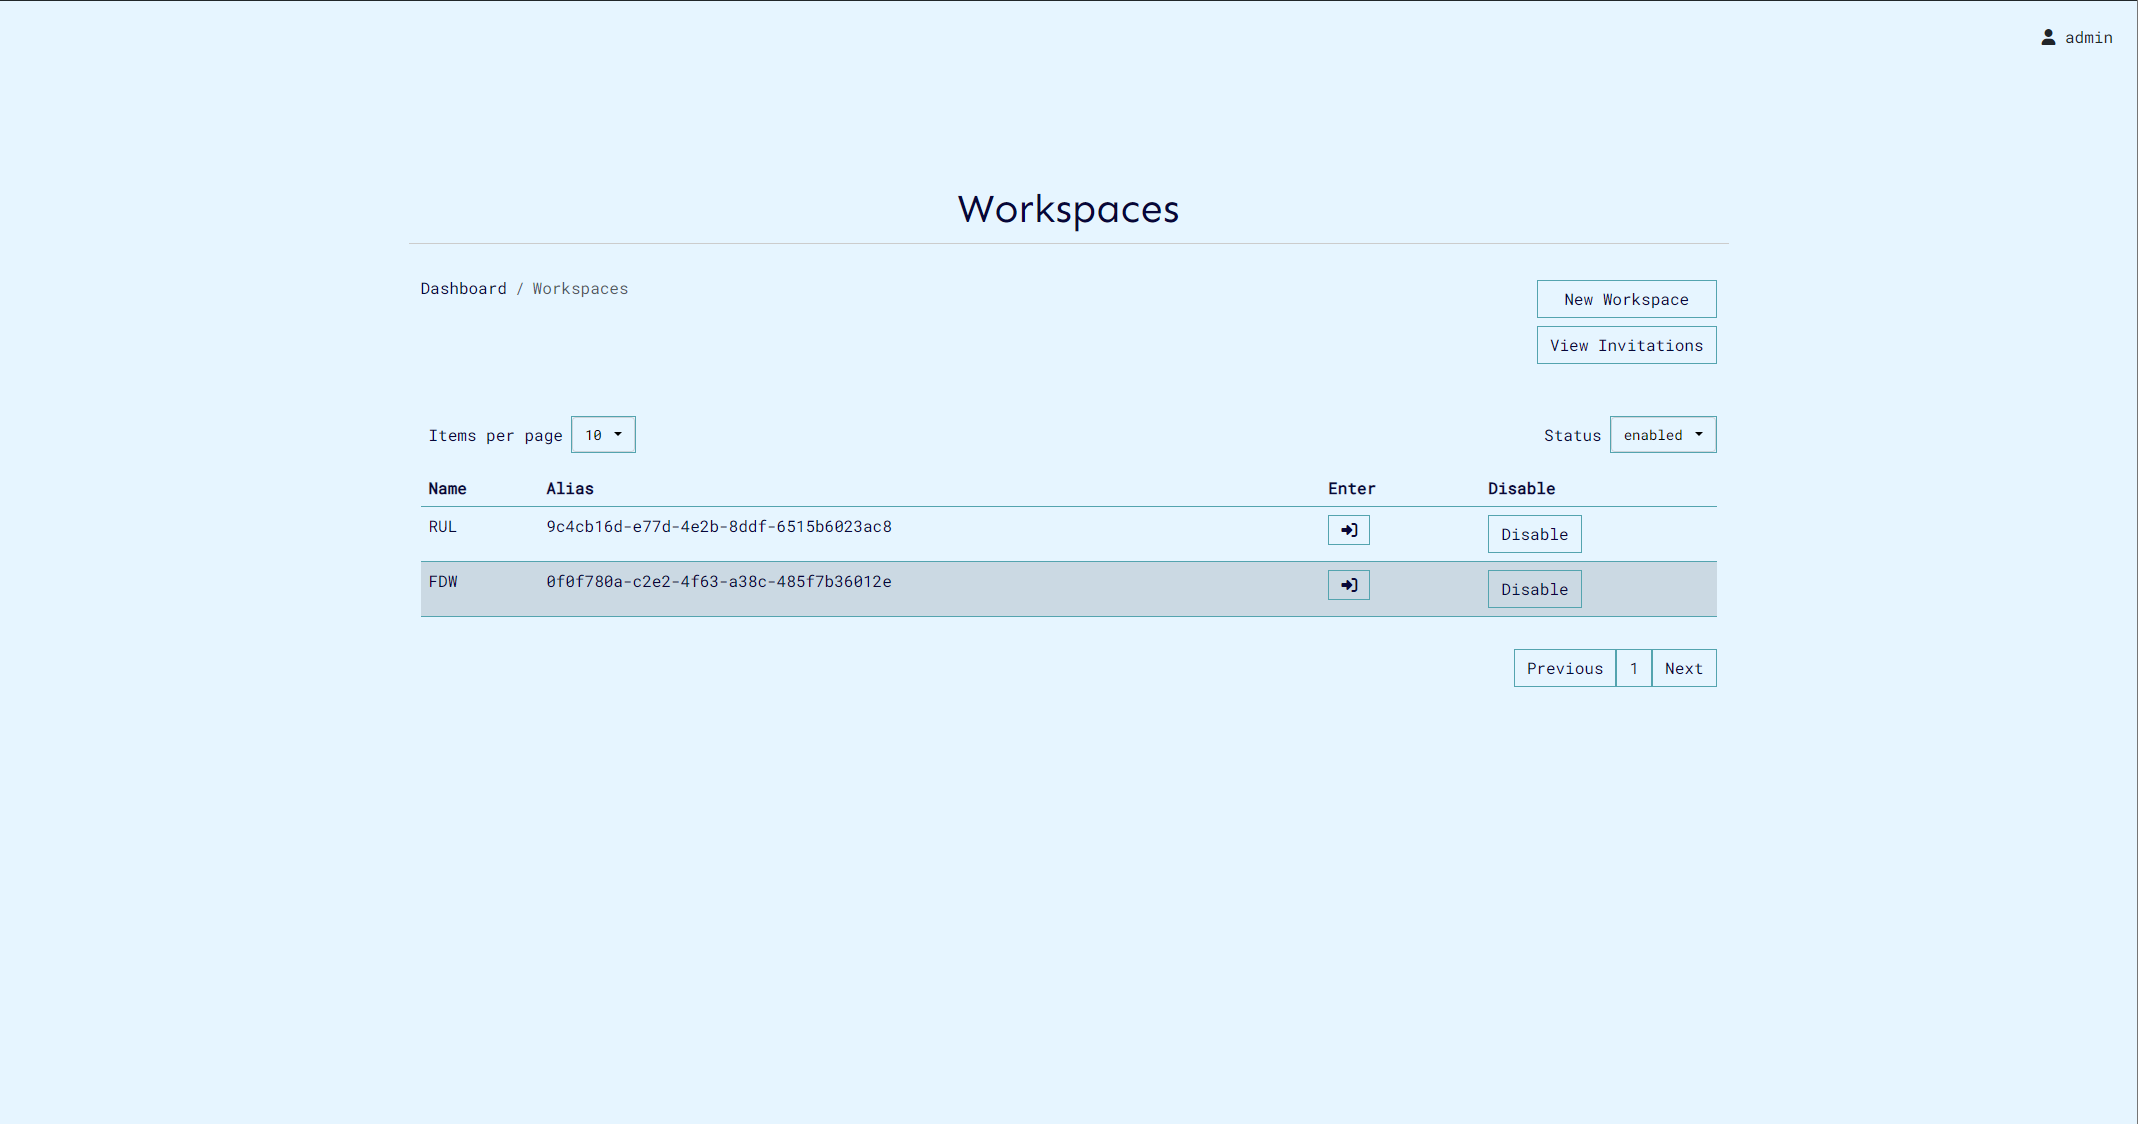 admin
Workspaces
Dashboard / Workspaces
New Workspace
View Invitations
Items per page 10 Status enabled
Name Alias Enter Disable
RUL 9c4cb16d-e77d-4e2b-8ddf-6515b6023ac8 Disable
FDW 0f0f780a-c2e2-4f63-a38c-485f7b36012e Disable
Previous 1 Next